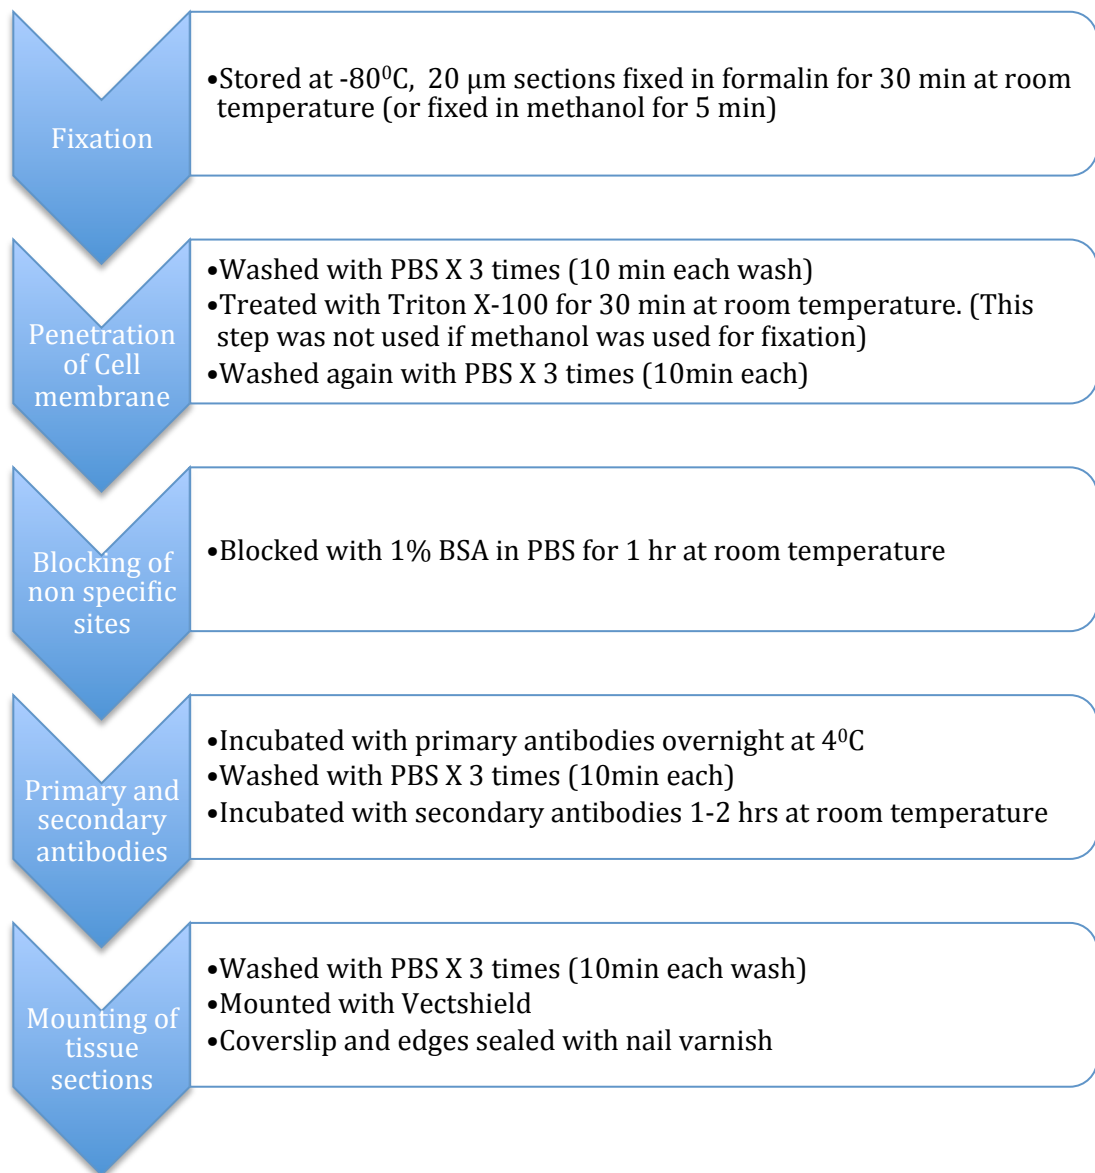 Fixation
•Stored at -80⁰C,  20 µm sections fixed in formalin for 30 min at room
temperature (or fixed in methanol for 5 min)
Penetration
of Cell
membrane
•Washed with PBS X 3 times (10 min each wash)
•Treated with Triton X-100 for 30 min at room temperature. (This
step was not used if methanol was used for fixation)
•Washed again with PBS X 3 times (10min each)
Blocking of
non specific
sites
•Blocked with 1% BSA in PBS for 1 hr at room temperature
Primary and
secondary
antibodies
•Incubated with primary antibodies overnight at 4⁰C
•Washed with PBS X 3 times (10min each)
•Incubated with secondary antibodies 1-2 hrs at room temperature
Mounting of
tissue
sections
•Washed with PBS X 3 times (10min each wash)
•Mounted with Vectshield
•Coverslip and edges sealed with nail varnish